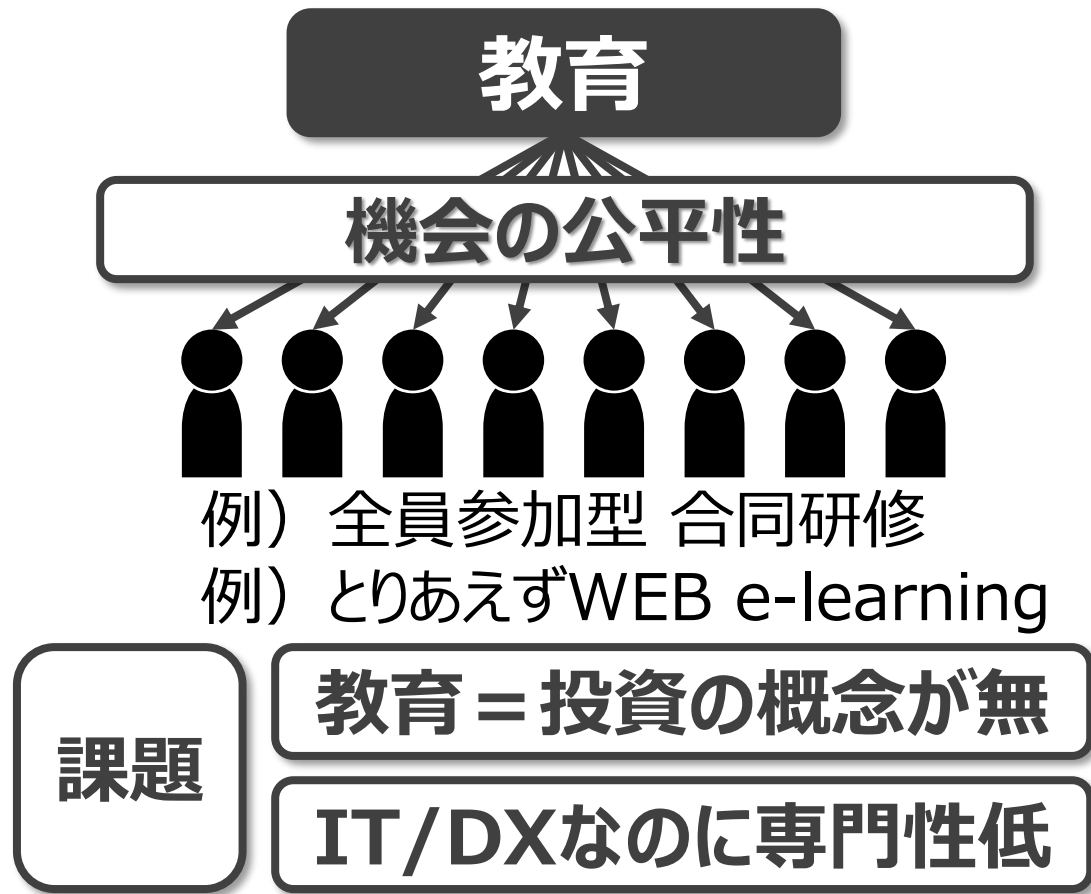 教育
機会の公平性
例）全員参加型 合同研修
例）とりあえずWEB e-learning
課題
教育＝投資の概念が無
IT/DXなのに専門性低